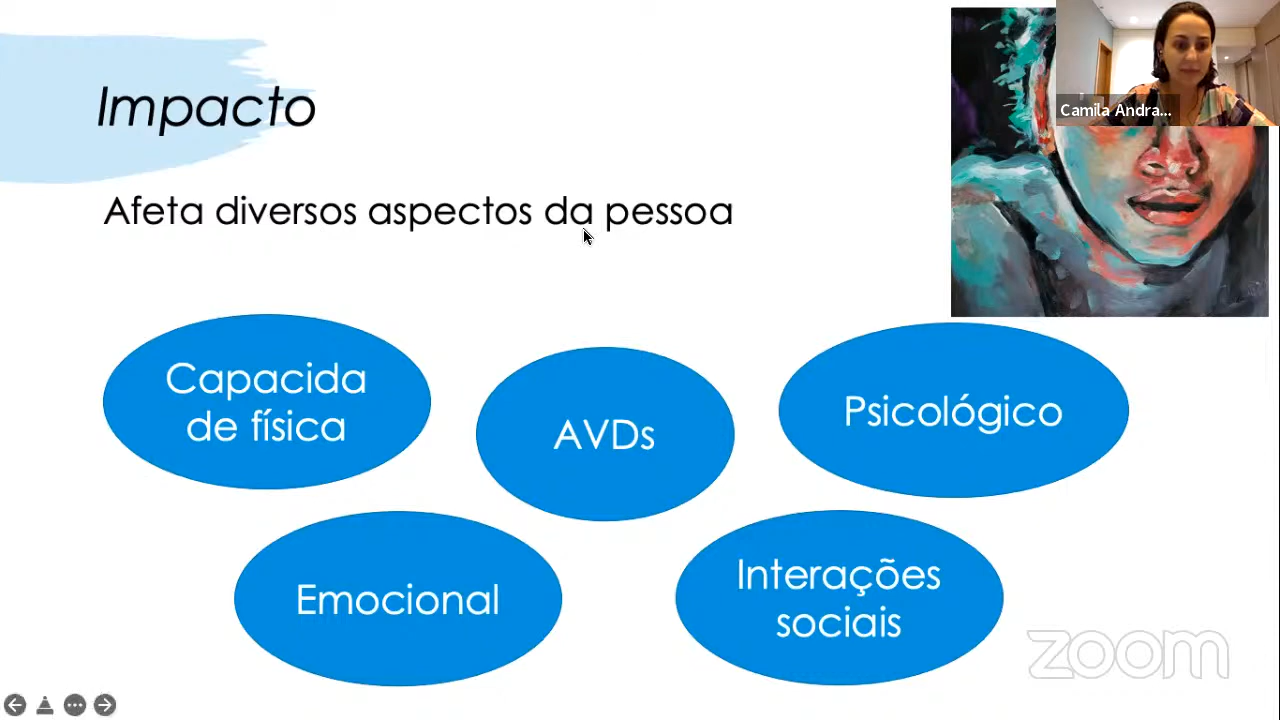 Impacto
Camila Andra...
Afeta diversos aspectos da pessoa
Capacida
de física
AVDs
Psicológico
Emocional
Interações
sociais
zoom